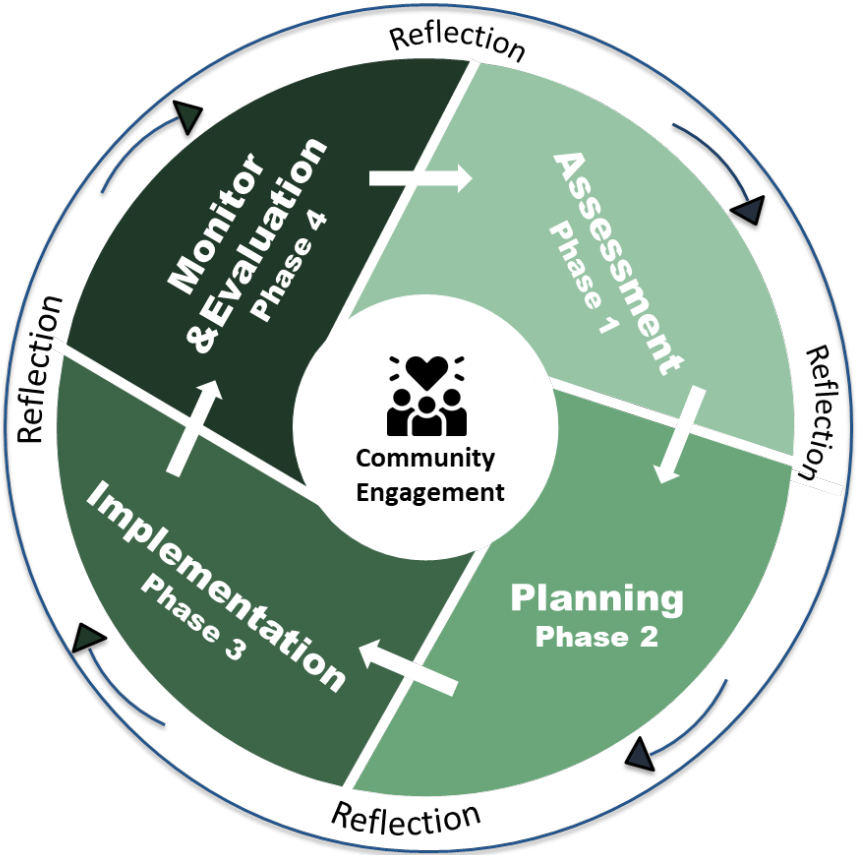 Reflection
Assessment
Phase 1
Reflection
Planning
Phase 2
Reflection
Implementation
Phase 3
Reflection
Monitor
&Evaluation
Phase 4
Community
Engagement